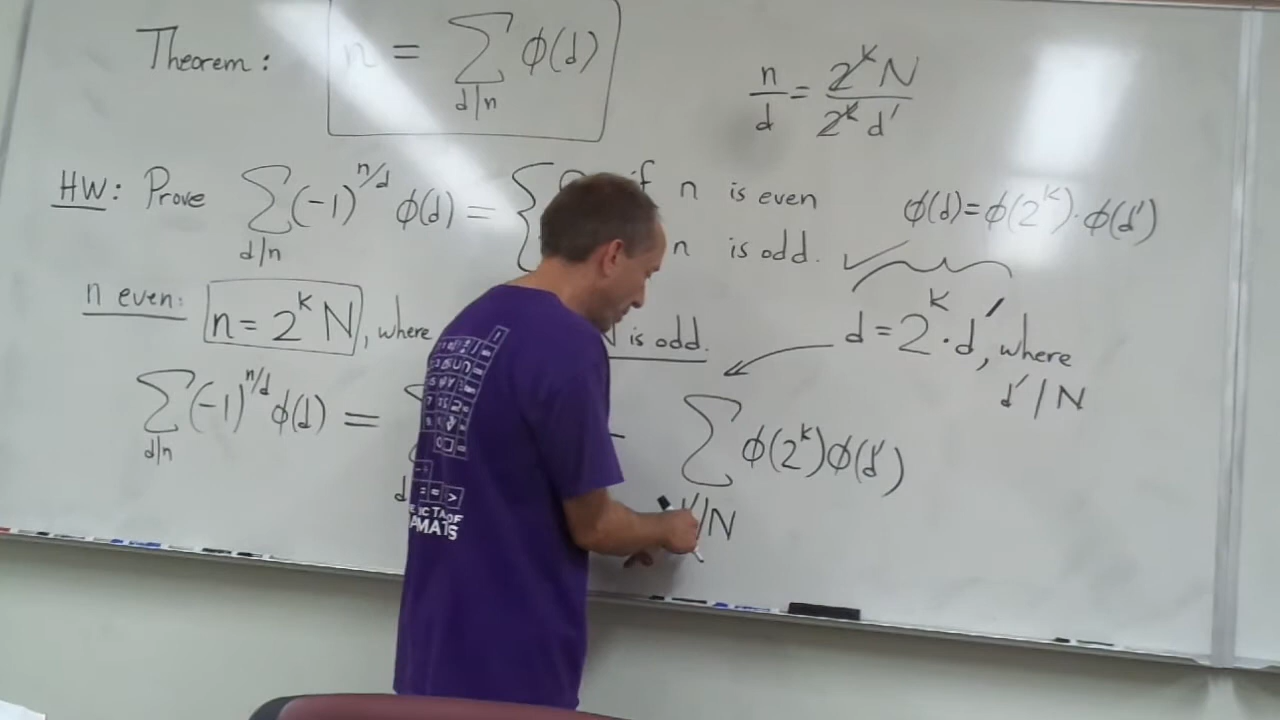 Theorem: n = ∑ ϕ(d)
d|n
n/d = 2^k N / 2^k d'
HW: Prove ∑ (-1)^{n/d} ϕ(d) = { 0 if n is even
d|n
n is odd.
ϕ(d)=ϕ(2^k)·ϕ(d')
n even: n = 2^k N, where N is odd.
d = 2^k · d', where
d' | N
∑ (-1)^{n/d} ϕ(d) =
d|n
∑ ϕ(2^k)ϕ(d')
d'|N